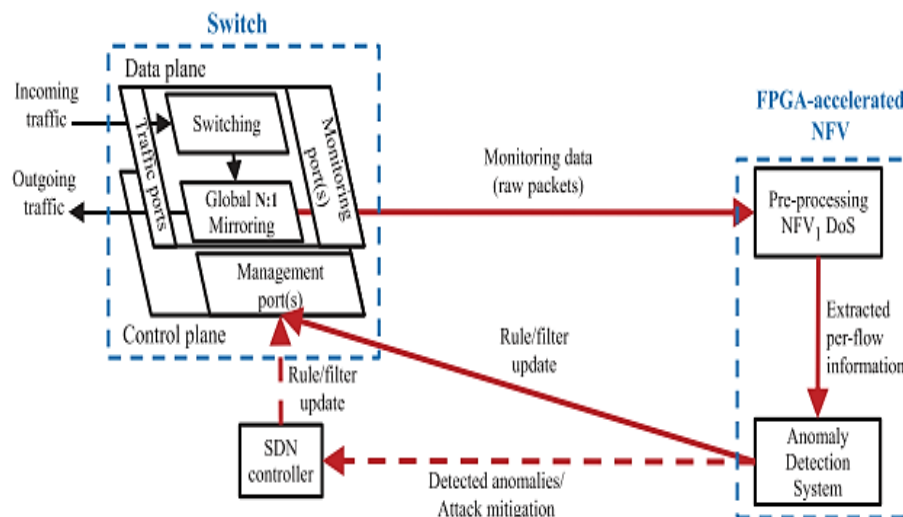 Switch
Data plane
Incoming
traffic
Outgoing
traffic
Traffic ports
Switching
Global N:1
Mirroring
Monitoring
port(s)
Management
port(s)
Control plane
Monitoring data
(raw packets)
FPGA-accelerated
NFV
Pre-processing
NFV1 DoS
Extracted
per-flow
information
Rule/filter
update
Rule/filter
update
SDN
controller
Detected anomalies/
Attack mitigation
Anomaly
Detection
System